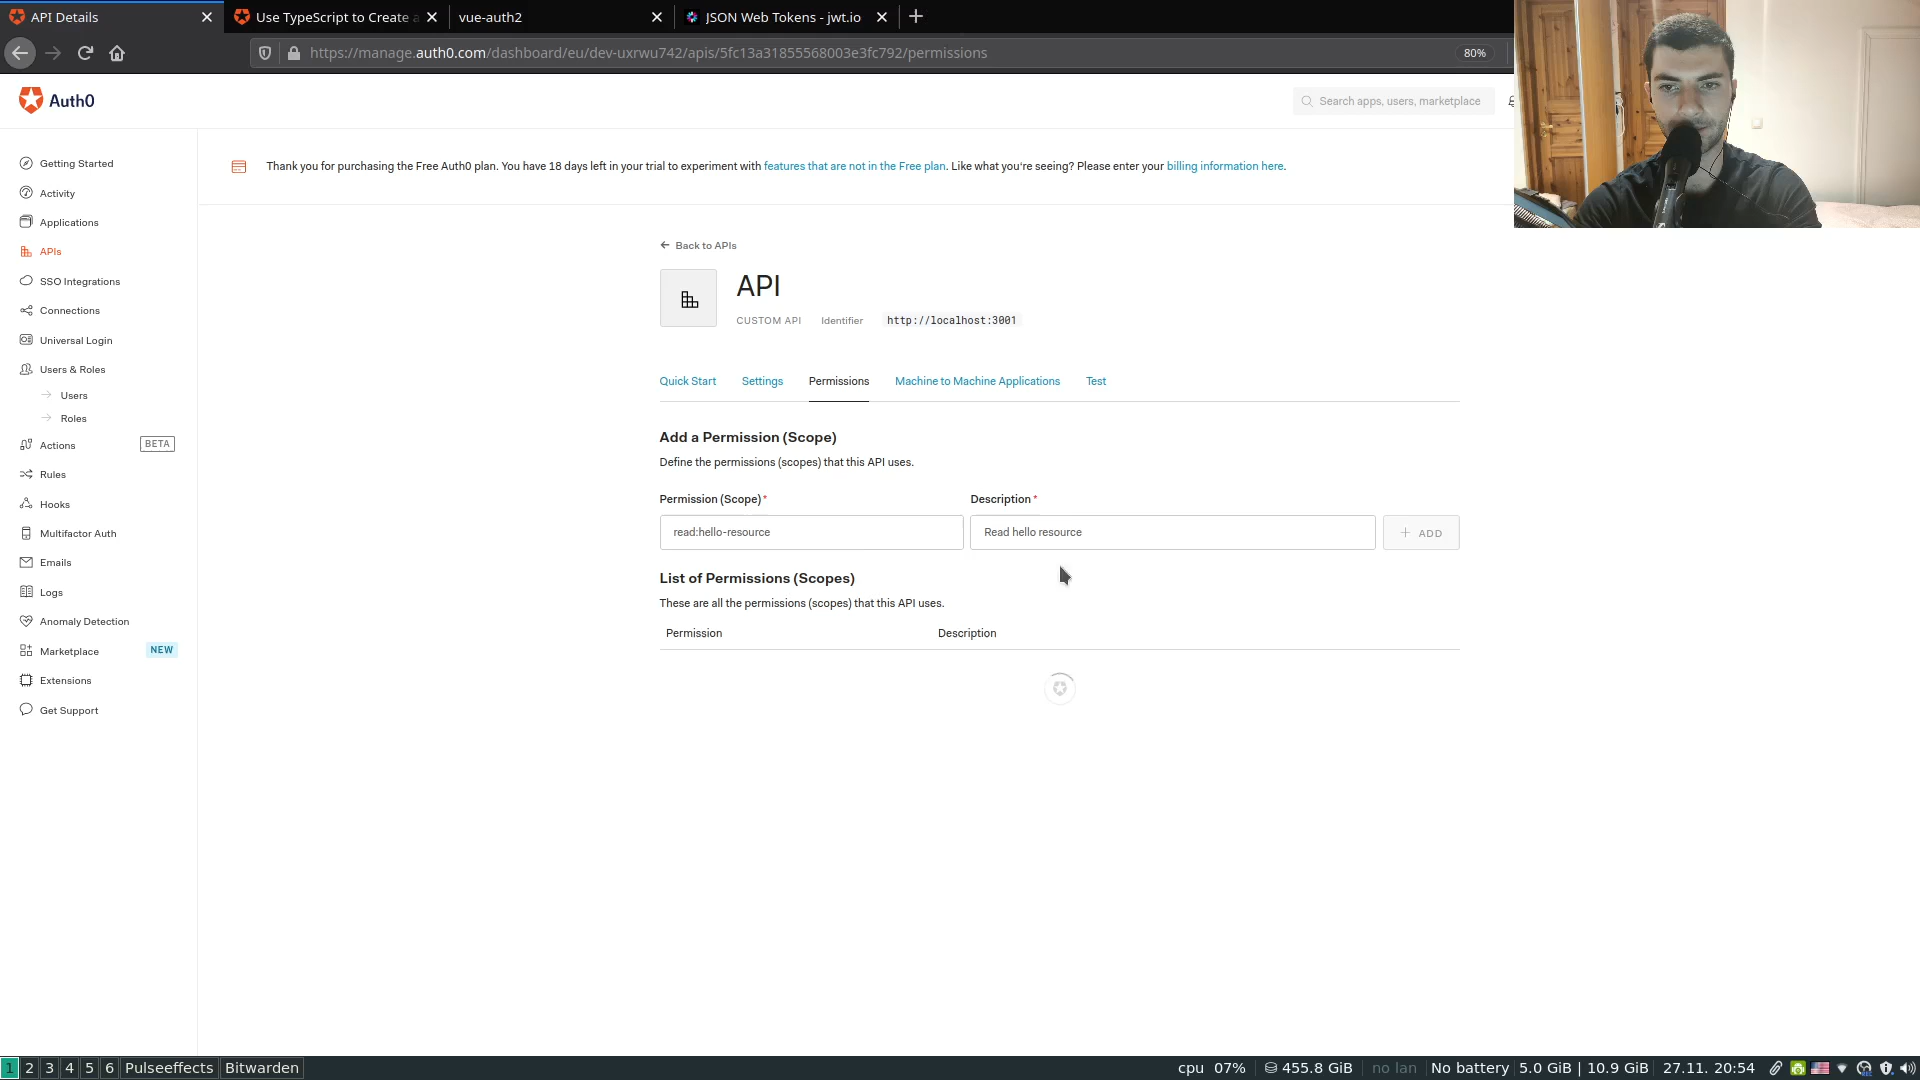 API Details
Use TypeScript to Create a
vue-auth2
JSON Web Tokens - jwt.io
https://manage.auth0.com/dashboard/eu/dev-uxrwu742/apis/5fc13a31855568003e3fc792/permissions
80%
Auth0
Search apps, users, marketplace
Getting Started
Activity
Applications
APIs
SSO Integrations
Connections
Universal Login
Users & Roles
Users
Roles
Actions
BETA
Rules
Hooks
Multifactor Auth
Emails
Logs
Anomaly Detection
Marketplace
NEW
Extensions
Get Support
Thank you for purchasing the Free Auth0 plan. You have 18 days left in your trial to experiment with features that are not in the Free plan. Like what you're seeing? Please enter your billing information here.
Back to APIs
API
CUSTOM API Identifier http://localhost:3001
Quick Start Settings Permissions Machine to Machine Applications Test
Add a Permission (Scope)
Define the permissions (scopes) that this API uses.
Permission (Scope)* Description*
read:hello-resource Read hello resource + ADD
List of Permissions (Scopes)
These are all the permissions (scopes) that this API uses.
Permission Description
1 2 3 4 5 6 Pulseeffects Bitwarden
cpu 07% 455.8 GiB no lan No battery 5.0 GiB | 10.9 GiB 27.11. 20:54